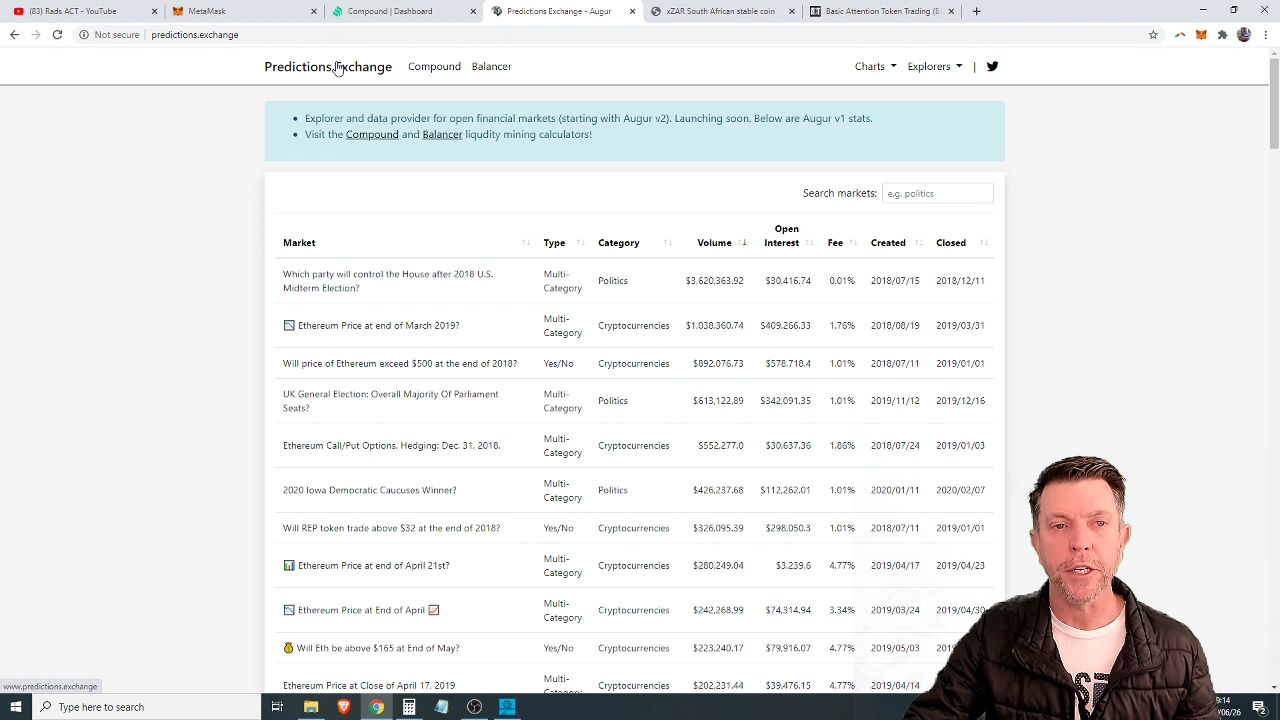 (83) Rads ACT - YouTube
MetaMask
Compound | Dashboard
Predictions Exchange - Augur
xZAR South African stable coin
Basic Attention Token Trading (B
Not secure predictions.exchange
Predictions.Exchange Compound Balancer Charts Explorers |
Explorer and data provider for open financial markets (starting with Augur v2). Launching soon. Below are Augur v1 stats.
Visit the Compound and Balancer liqudity mining calculators!
Search markets: e.g. politics
Market Type Category Volume Open Interest Fee Created Closed
Which party will control the House after 2018 U.S. Midterm Election? Multi-Category Politics $3,620,363.92 $30,416.74 0.01% 2018/07/15 2018/12/11
Ethereum Price at end of March 2019? Multi-Category Cryptocurrencies $1,038,360.74 $409,266.33 1.76% 2018/08/19 2019/03/31
Will price of Ethereum exceed $500 at the end of 2018? Yes/No Cryptocurrencies $892,076.73 $578,718.4 1.01% 2018/07/11 2019/01/01
UK General Election: Overall Majority Of Parliament Seats? Multi-Category Politics $613,122.89 $342,091.35 1.01% 2019/11/12 2019/12/16
Ethereum Call/Put Options, Hedging: Dec. 31, 2018. Multi-Category Cryptocurrencies $552,277.0 $30,637.36 1.86% 2018/07/24 2019/01/03
2020 Iowa Democratic Caucuses Winner? Multi-Category Politics $426,237.68 $112,262.01 1.01% 2020/01/11 2020/02/07
Will REP token trade above $32 at the end of 2018? Yes/No Cryptocurrencies $326,095.39 $298,050.3 1.01% 2018/07/11 2019/01/01
Ethereum Price at end of April 21st? Multi-Category Cryptocurrencies $280,249.04 $3,239.6 4.77% 2019/04/17 2019/04/23
Ethereum Price at End of April Multi-Category Cryptocurrencies $242,268.99 $74,314.94 3.34% 2019/03/24 2019/04/30
Will Eth be above $165 at End of May? Yes/No Cryptocurrencies $223,240.17 $79,916.07 4.77% 2019/05/03
Ethereum Price at Close of April 17, 2019 Multi- Cryptocurrencies $202,231.44 $39,476.15 4.77% 2019/04/14
www.predictions.exchange
Type here to search
:14
/06/26
2